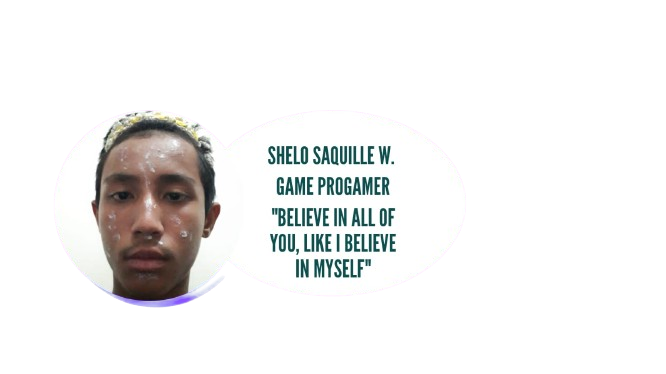 SHELO SAQUILLE W.
GAME PROGAMER
"BELIEVE IN ALL OF
YOU, LIKE I BELIEVE
IN MYSELF"